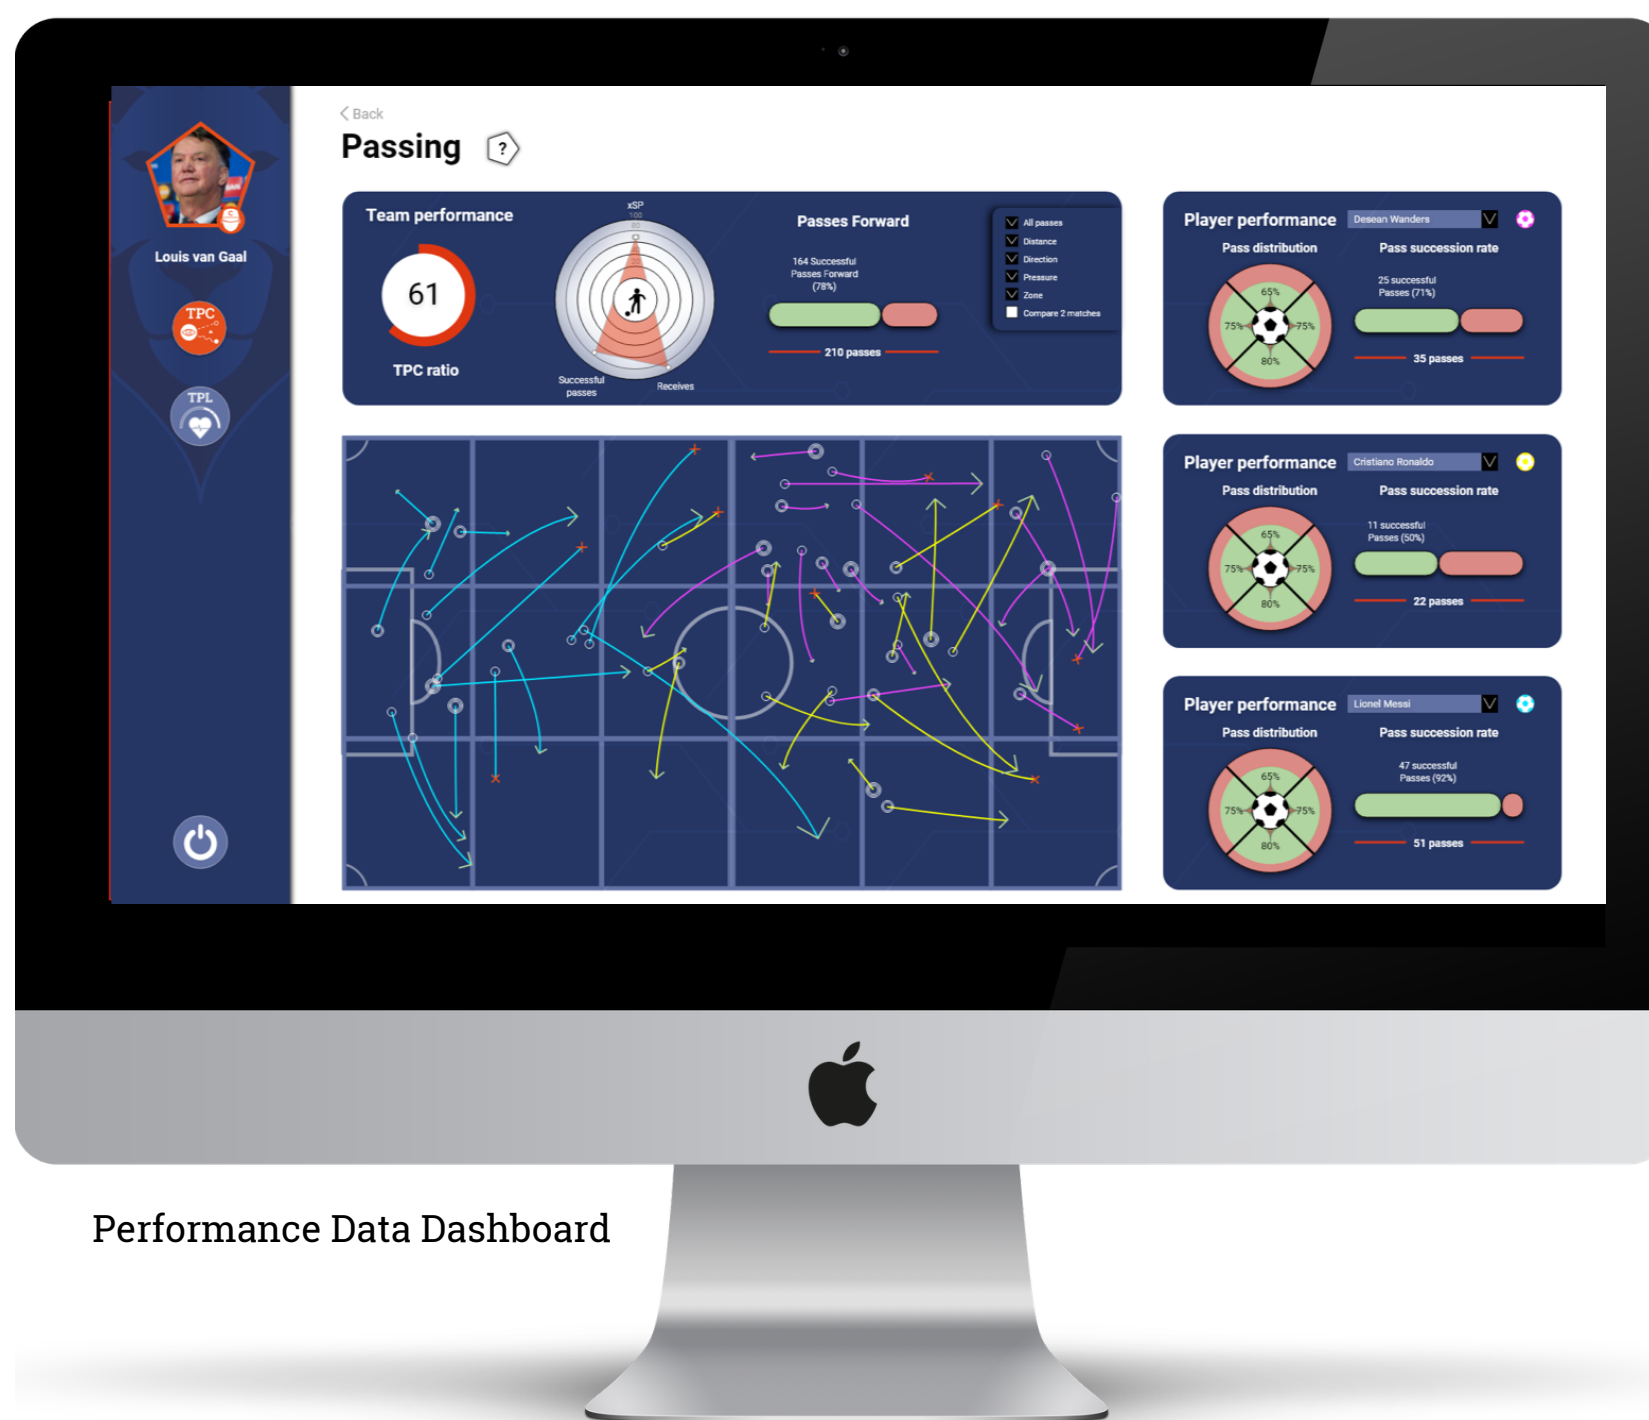 Back
Passing ?
Louis van Gaal
TPC
TPL
Team performance
61
TPC ratio
xSP
100
80
20
Successful
passes
Receives
Passes Forward
164 Successful
Passes Forward
(78%)
210 passes
All passes
Distance
Direction
Pressure
Zone
Compare 2 matches
Player performance Desean Wanders
Pass distribution Pass succession rate
65%
75% 75%
80%
25 successful
Passes (71%)
35 passes
Player performance Cristiano Ronaldo
Pass distribution Pass succession rate
65%
75% 75%
80%
11 successful
Passes (50%)
22 passes
Player performance Lionel Messi
Pass distribution Pass succession rate
65%
75% 75%
80%
47 successful
Passes (92%)
51 passes
Performance Data Dashboard